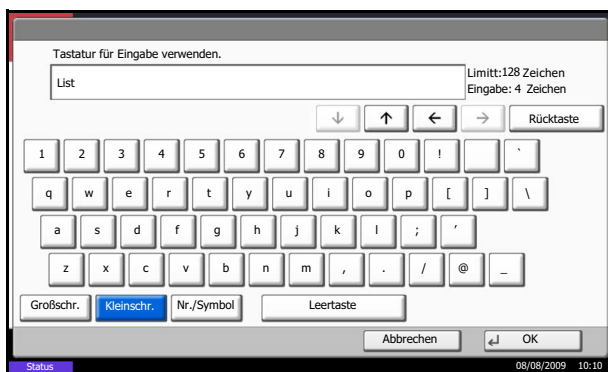 Tastatur für Eingabe verwenden.
List
Limitt:128 Zeichen
Eingabe: 4 Zeichen
↓ ↑ ← → Rücktaste
1 2 3 4 5 6 7 8 9 0 ! `
q w e r t y u i o p [ ] \
a s d f g h j k l ; ′
z x c v b n m , . / @ _
Großschr. Kleinschr. Nr./Symbol Leertaste
Abbrechen ↵ OK
Status 08/08/2009 10:10